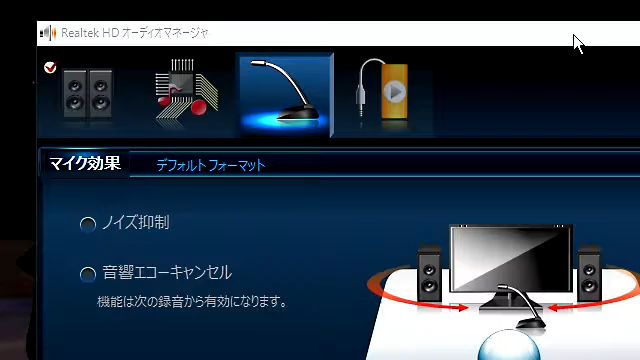 Realtek HD オーディオマネージャ
マイク効果
デフォルト フォーマット
ノイズ抑制
音響エコーキャンセル
機能は次の録音から有効になります。